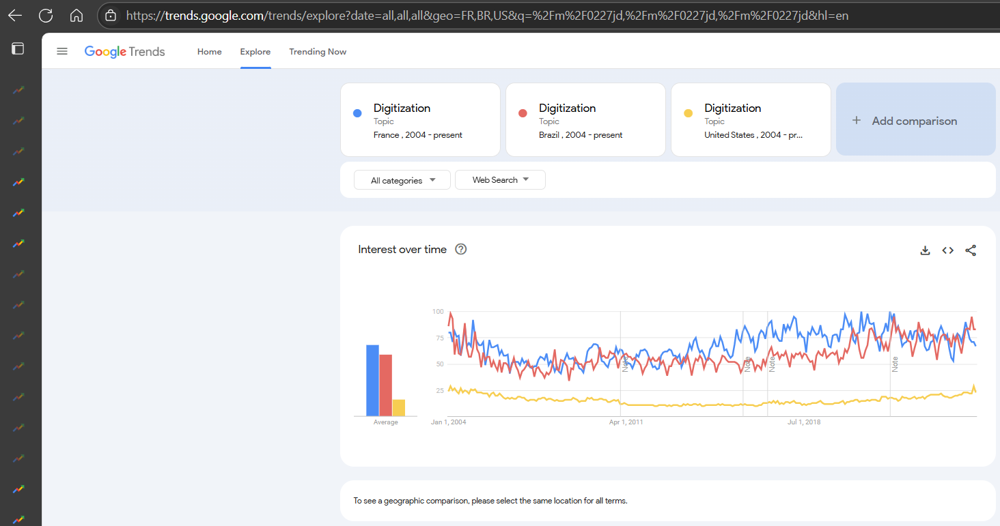 https://trends.google.com/trends/explore?date=all,all,all&geo=FR,BR,US&q=%2Fm%2F0227jd,%2Fm%2F0227jd,%2Fm%2F0227jd&hl=en
Google Trends
Home Explore Trending Now
Digitization
Topic
France , 2004 - present
Digitization
Topic
Brazil , 2004 - present
Digitization
Topic
United States , 2004 - pr...
+ Add comparison
All categories
Web Search
Interest over time
100
75
50
25
Note
Note
Note
Note
Average
Jan 1, 2004
Apr 1, 2011
Jul 1, 2018
To see a geographic comparison, please select the same location for all terms.